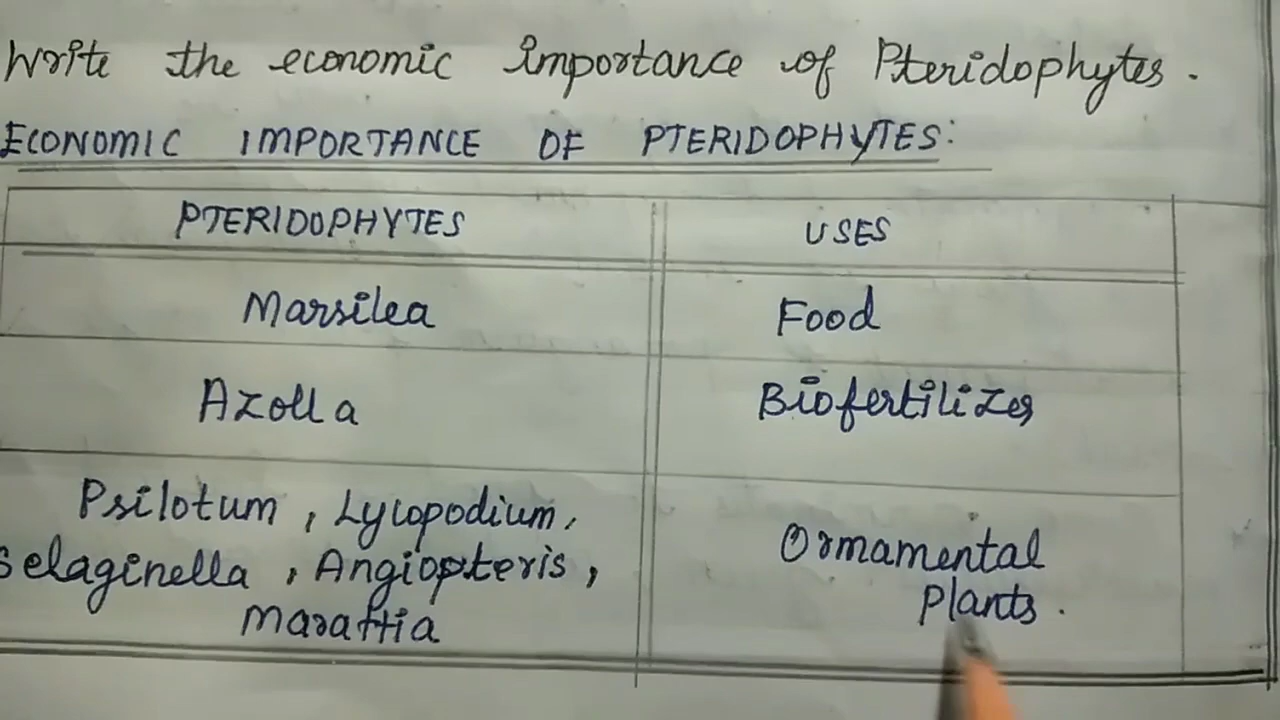 Write the economic importance of Pteridophytes.
ECONOMIC IMPORTANCE OF PTERIDOPHYTES:
PTERIDOPHYTES USES
Marsilea Food
Azolla Biofertilizer
Psilotum, Lycopodium,
Selaginella, Angiopteris,
Marattia
Ornamental
Plants.